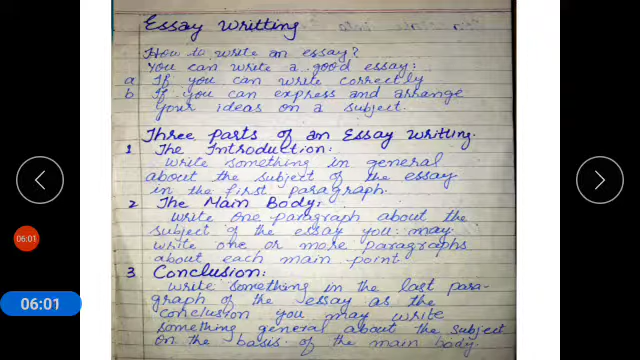 Essay Writting
How to write an essay?
You can write a good essay:
a If you can write correctly
b If you can express and arrange
your ideas on a subject.
Three parts of an Essay Writting.
1 The Introduction:
Write something in general
about the subject of the essay
in the first paragraph.
2 The Main Body:
Write one paragraph about the
subject of the essay you may
write one or more paragraphs
about each main point.
3 Conclusion:
Write something in the last para-
graph of the essay as the
conclusion you may write
something general about the subject
on the basis of the main body.
06:01
06:01